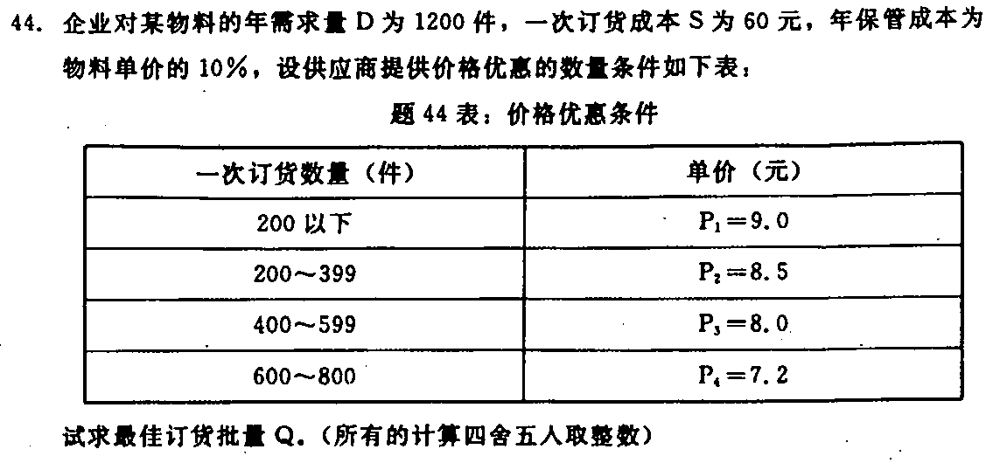 44. 企业对某物料的年需求量 D 为 1200 件，一次订货成本 S 为 60 元，年保管成本为
物料单价的 10%，设供应商提供价格优惠的数量条件如下表：
题 44 表：价格优惠条件
一次订货数量（件） 单价（元）
200 以下 P₁＝9.0
200～399 P₂＝8.5
400～599 P₃＝8.0
600～800 P₄＝7.2
试求最佳订货批量 Q。（所有的计算四舍五人取整数）